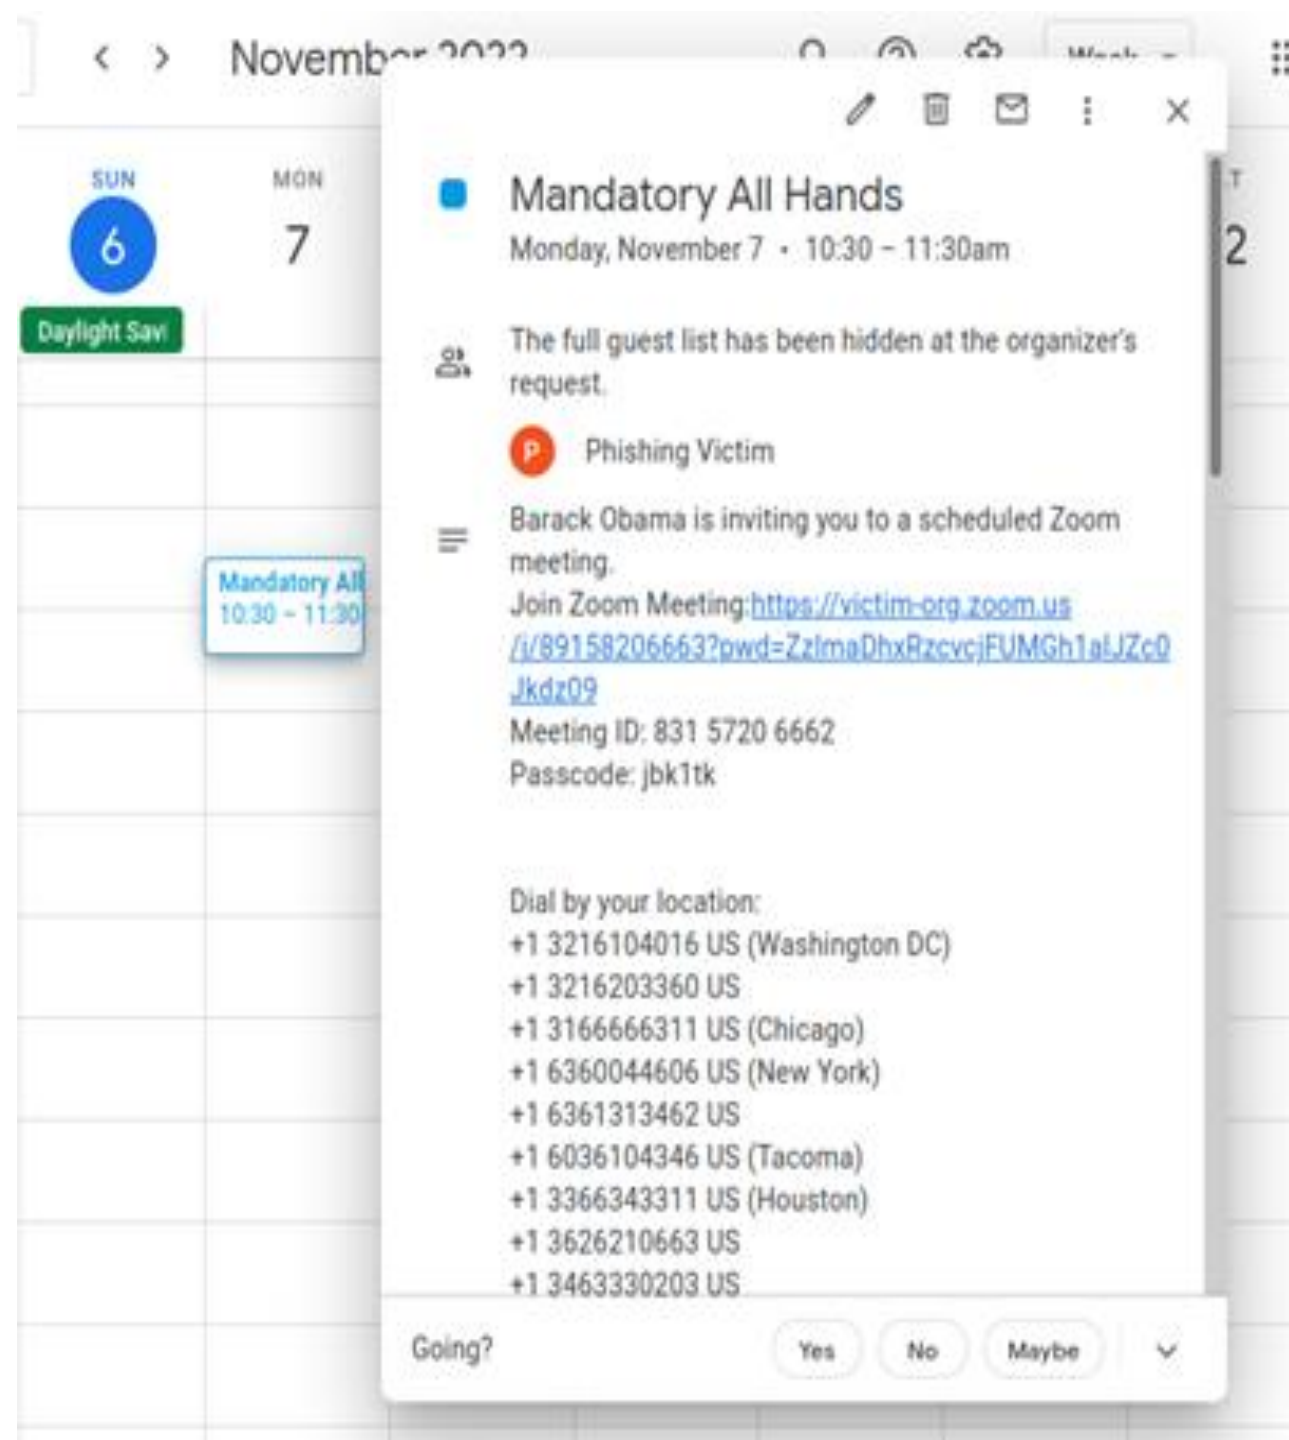 November 2022
Week
SUN
MON
T
6
7
2
Daylight Savi
Mandatory All
10:30 – 11:30
Mandatory All Hands
Monday, November 7 • 10:30 – 11:30am
The full guest list has been hidden at the organizer's
request.
P
Phishing Victim
Barack Obama is inviting you to a scheduled Zoom
meeting.
Join Zoom Meeting:https://victim-org.zoom.us
/j/89158206663?pwd=ZzlmaDhxRzcvcjFUMGh1alJZc0
Jkdz09
Meeting ID: 831 5720 6662
Passcode: jbk1tk
Dial by your location:
+1 3216104016 US (Washington DC)
+1 3216203360 US
+1 3166666311 US (Chicago)
+1 6360044606 US (New York)
+1 6361313462 US
+1 6036104346 US (Tacoma)
+1 3366343311 US (Houston)
+1 3626210663 US
+1 3463330203 US
Going?
Yes
No
Maybe